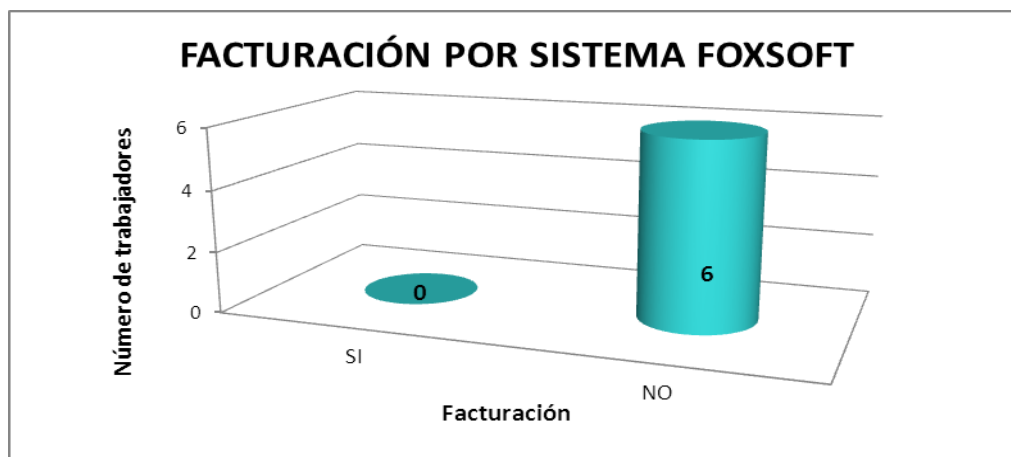 FACTURACIÓN POR SISTEMA FOXSOFT
Número de trabajadores
6
4
2
0
0
6
SI
NO
Facturación